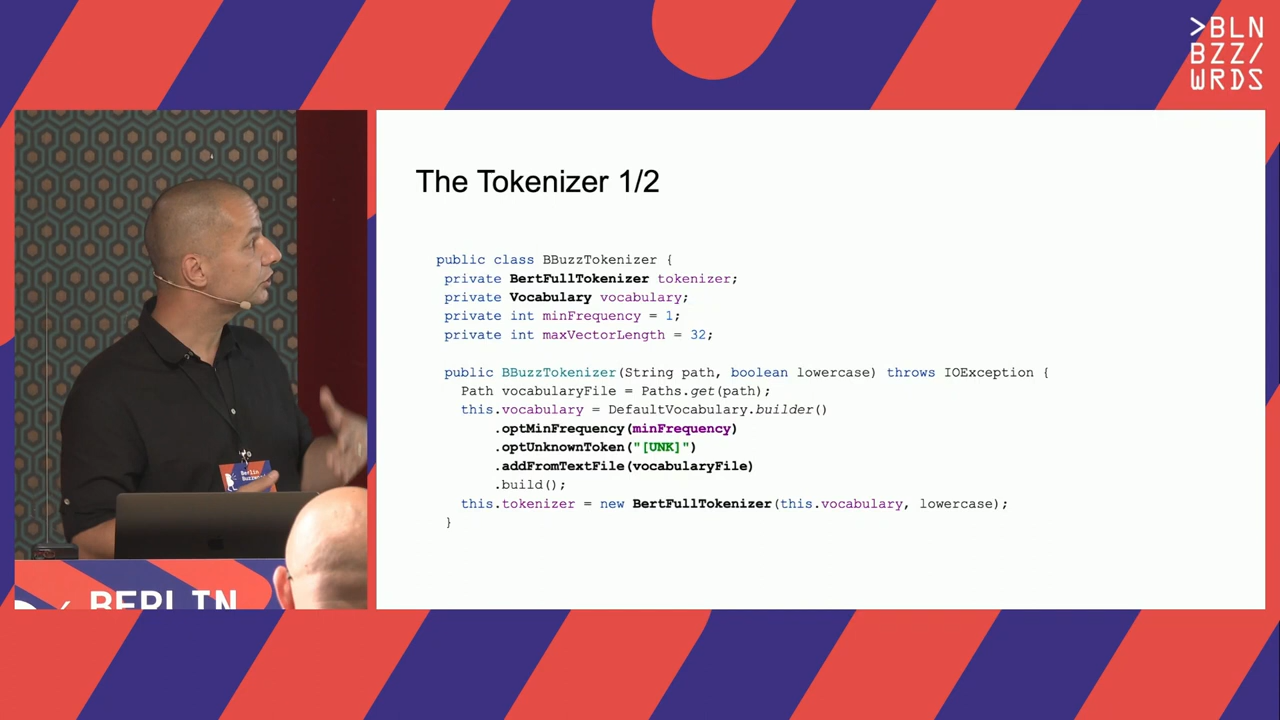 >BLN
BZZ/
WRDS
The Tokenizer 1/2
public class BBuzzTokenizer {
private BertFullTokenizer tokenizer;
private Vocabulary vocabulary;
private int minFrequency = 1;
private int maxVectorLength = 32;
public BBuzzTokenizer(String path, boolean lowercase) throws IOException {
Path vocabularyFile = Paths.get(path);
this.vocabulary = DefaultVocabulary.builder()
.optMinFrequency(minFrequency)
.optUnknownToken("[UNK]")
.addFromTextFile(vocabularyFile)
.build();
this.tokenizer = new BertFullTokenizer(this.vocabulary, lowercase);
}
Berlin
BERLIN